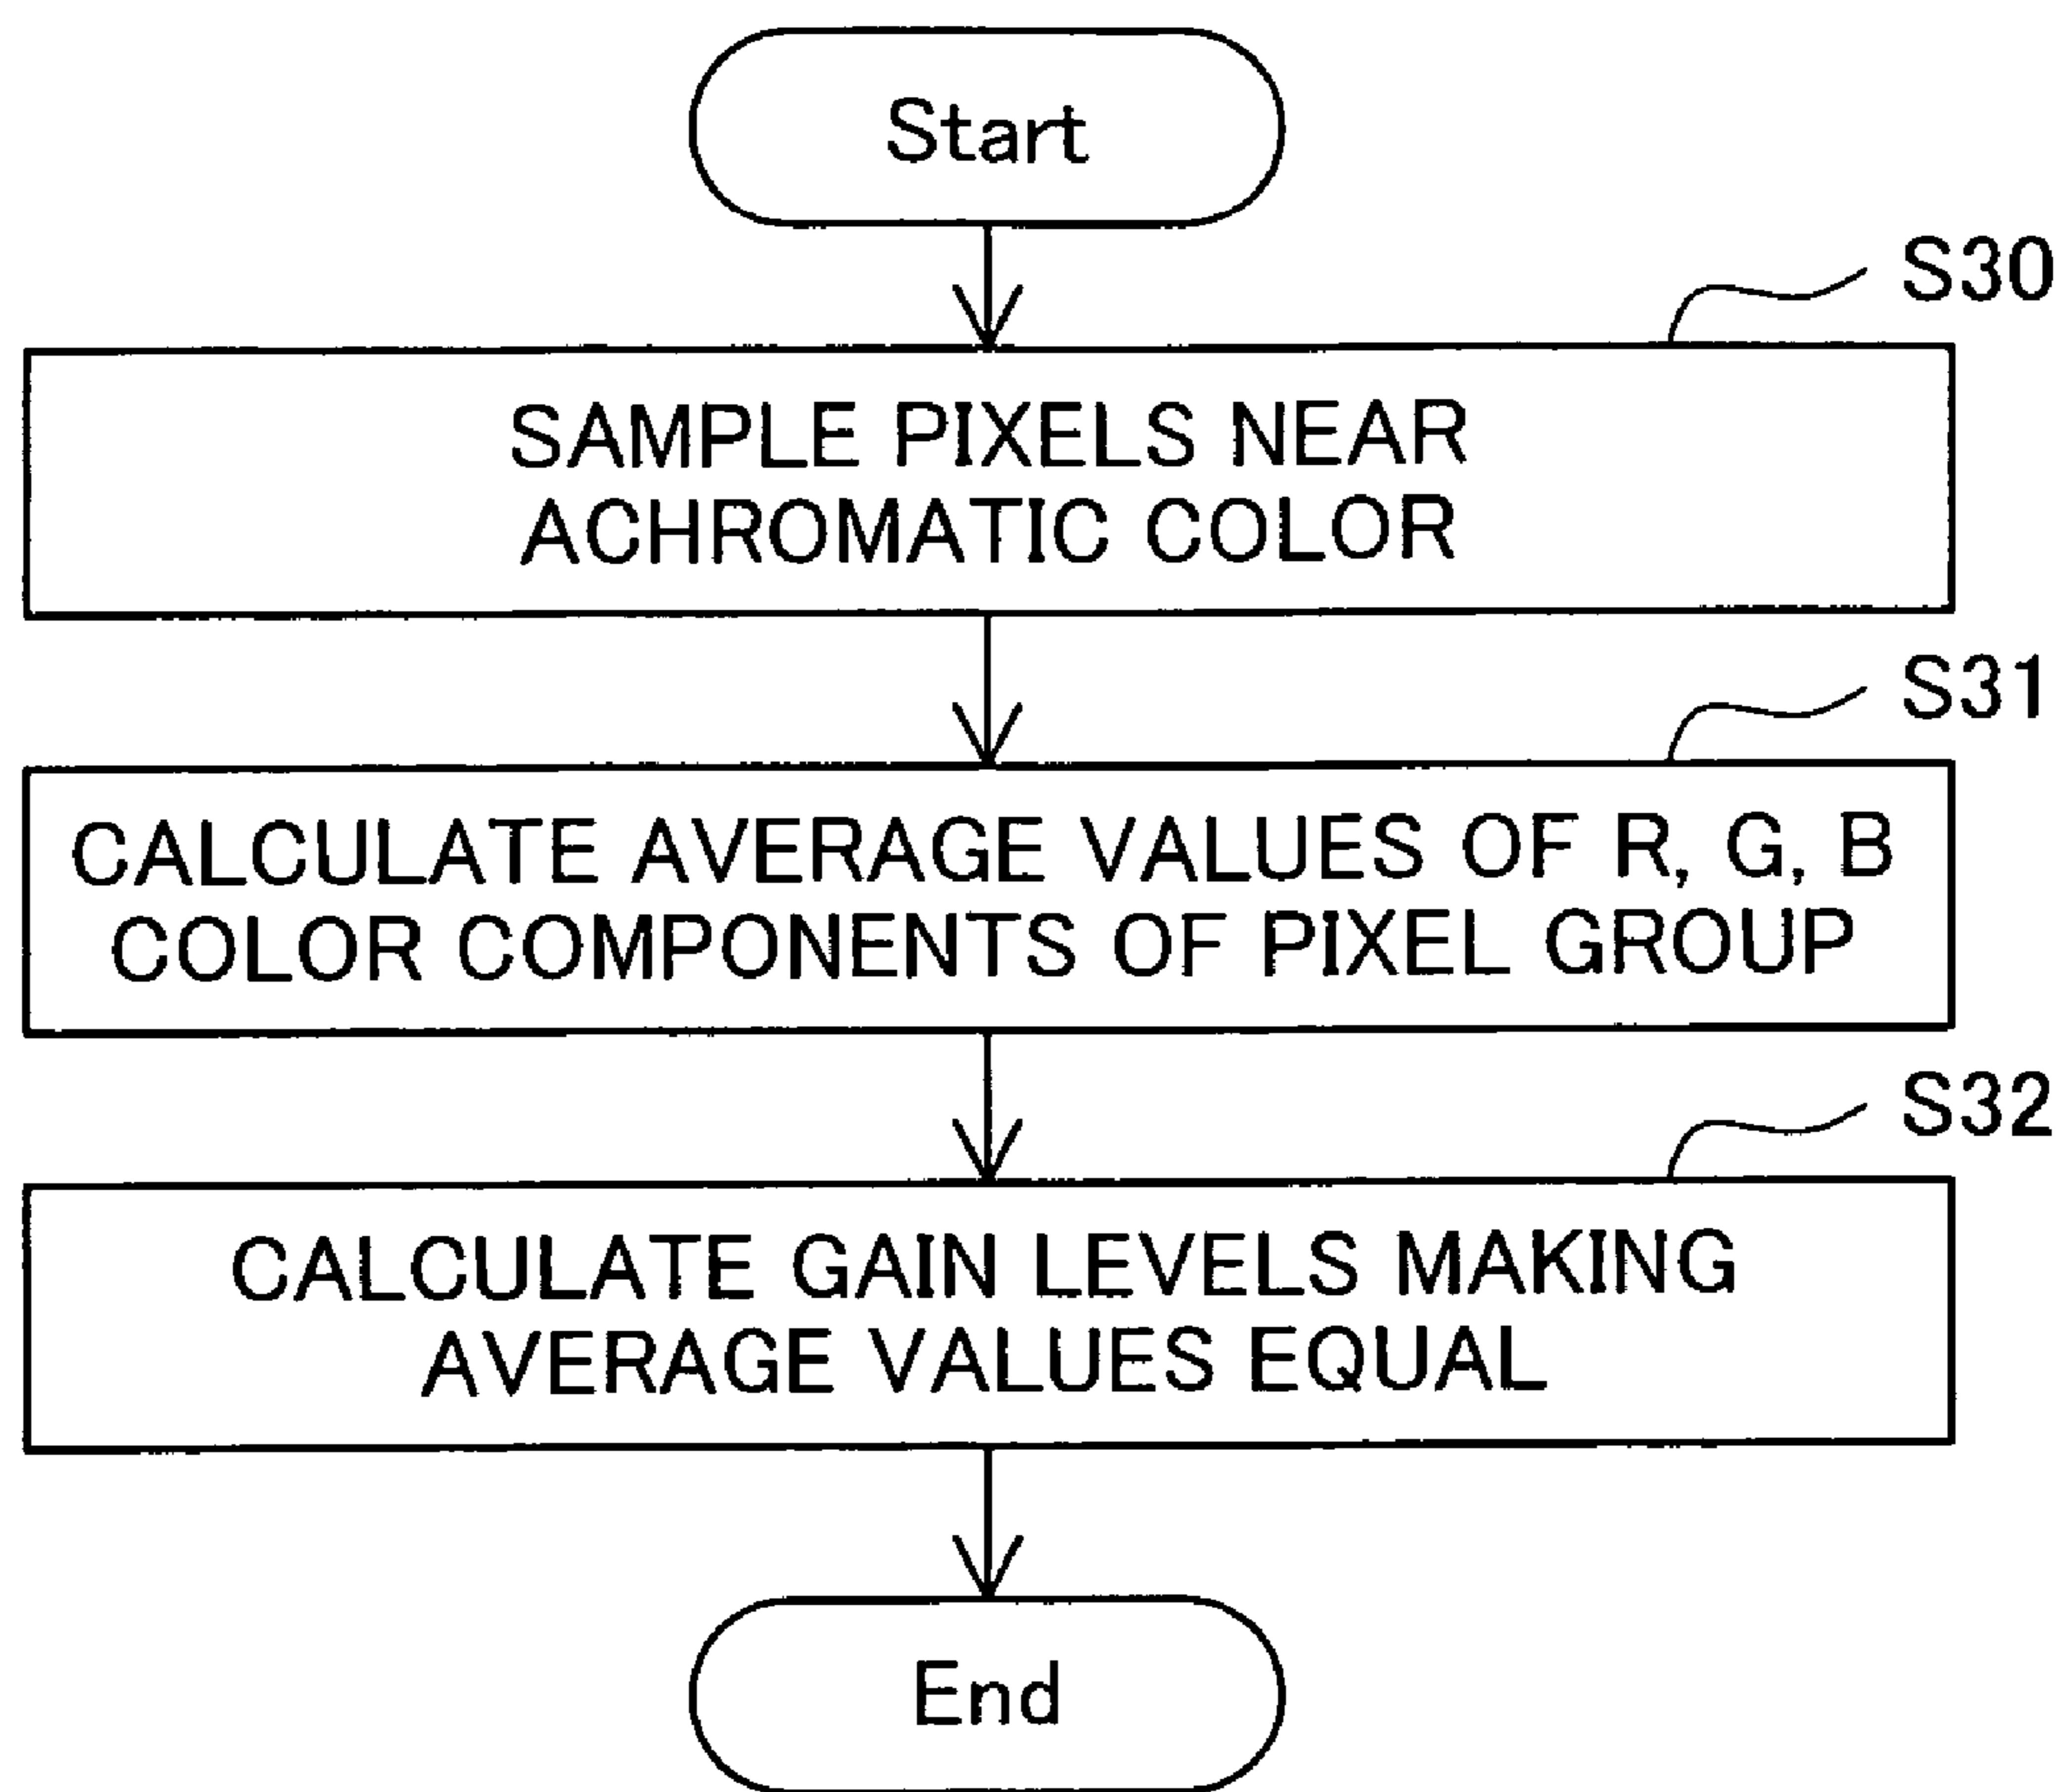 Start
S30
SAMPLE PIXELS NEAR
ACHROMATIC COLOR
S31
CALCULATE AVERAGE VALUES OF R, G, B
COLOR COMPONENTS OF PIXEL GROUP
S32
CALCULATE GAIN LEVELS MAKING
AVERAGE VALUES EQUAL
End